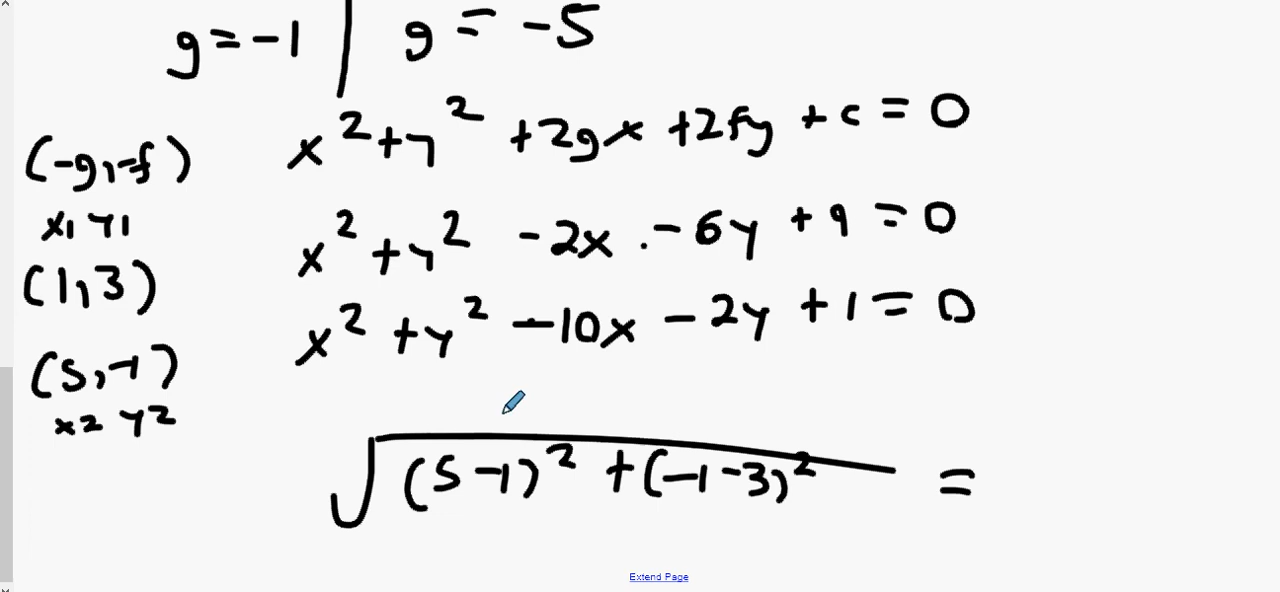 g = -1 | g = -5
x² + y² + 2gx + 2fy + c = 0
(-g, -f)
x1 y1
x² + y² - 2x . - 6y + 9 = 0
(1, 3)
x² + y² - 10x - 2y + 1 = 0
(5, -1)
x2 y2
√((5 - 1)² + (-1 - 3)²) =
Extend Page